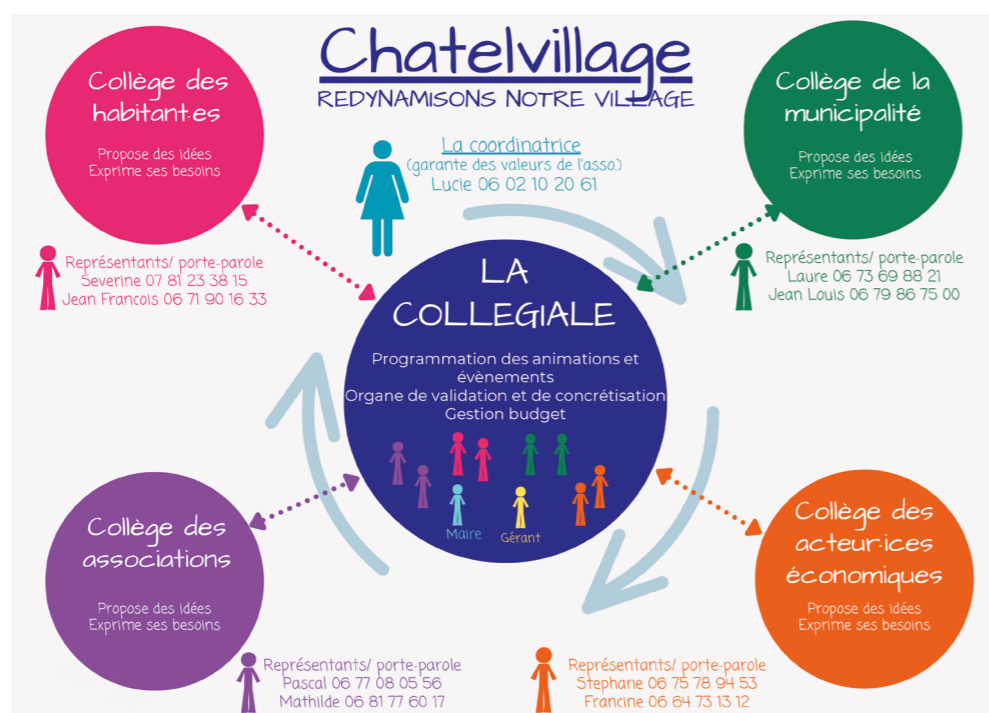 Chatelvillage
REDYNAMISONS NOTRE VILLAGE
Collège des
habitant·es
Propose des idées
Exprime ses besoins
Représentants/ porte-parole
Severine 07 81 23 38 15
Jean Francois 06 71 90 16 33
La coordinatrice
(garante des valeurs de l'asso.)
Lucie 06 02 10 20 61
Collège de la
municipalité
Propose des idées
Exprime ses besoins
Représentants/ porte-parole
Laure 06 73 69 88 21
Jean Louis 06 79 86 75 00
LA
COLLEGIALE
Programmation des animations et
évènements
Organe de validation et de concrétisation
Gestion budget
Maire
Gérant
Collège des
associations
Propose des idées
Exprime ses besoins
Représentants/ porte-parole
Pascal 06 77 08 05 56
Mathilde 06 81 77 60 17
Collège des
acteur·ices
économiques
Propose des idées
Exprime ses besoins
Représentants/ porte-parole
Stephane 06 75 78 94 53
Francine 06 64 73 13 12